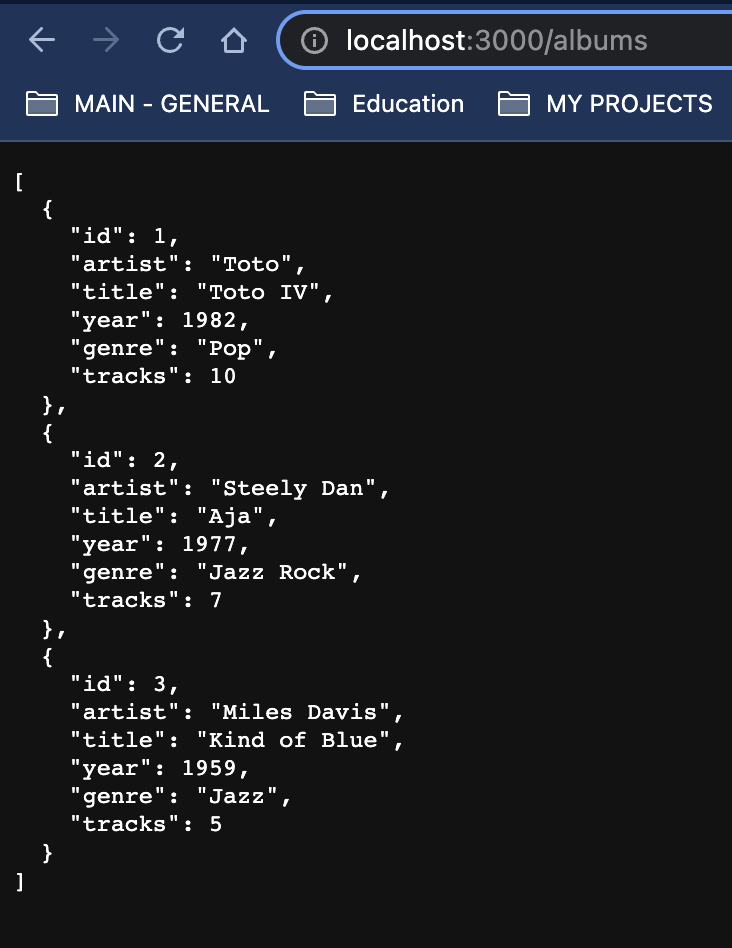 localhost:3000/albums
MAIN - GENERAL Education MY PROJECTS
[
  {
    "id": 1,
    "artist": "Toto",
    "title": "Toto IV",
    "year": 1982,
    "genre": "Pop",
    "tracks": 10
  },
  {
    "id": 2,
    "artist": "Steely Dan",
    "title": "Aja",
    "year": 1977,
    "genre": "Jazz Rock",
    "tracks": 7
  },
  {
    "id": 3,
    "artist": "Miles Davis",
    "title": "Kind of Blue",
    "year": 1959,
    "genre": "Jazz",
    "tracks": 5
  }
]